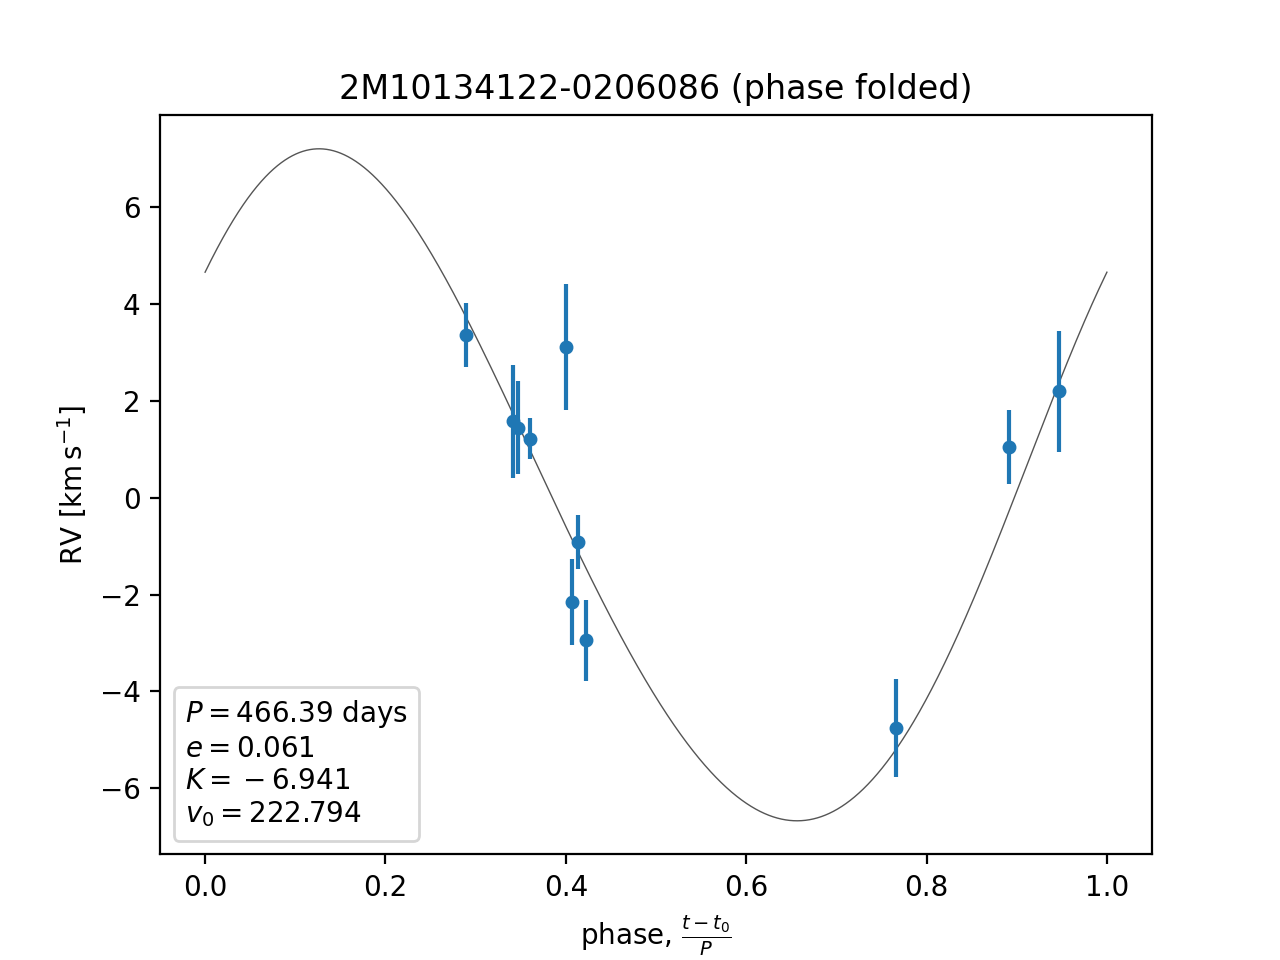 2M10134122-0206086 (phase folded)
RV [km s⁻¹]
6
4
2
0
−2
−4
−6
P = 466.39 days
e = 0.061
K = − 6.941
v₀ = 222.794
0.0 0.2 0.4 0.6 0.8 1.0
phase, (t − t₀)/P